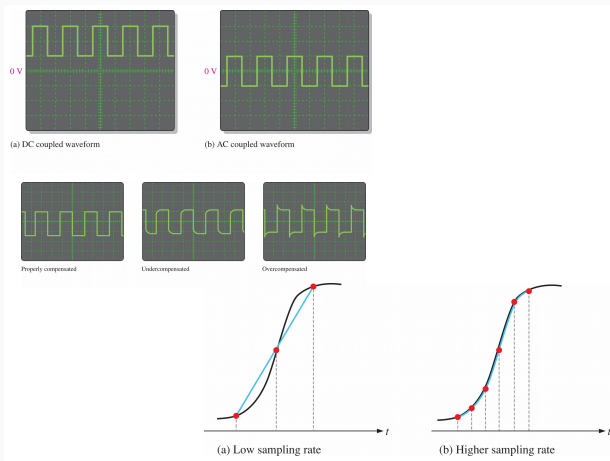 0 V
0 V
(a) DC coupled waveform
(b) AC coupled waveform
Properly compensated
Undercompensated
Overcompensated
t
t
(a) Low sampling rate
(b) Higher sampling rate